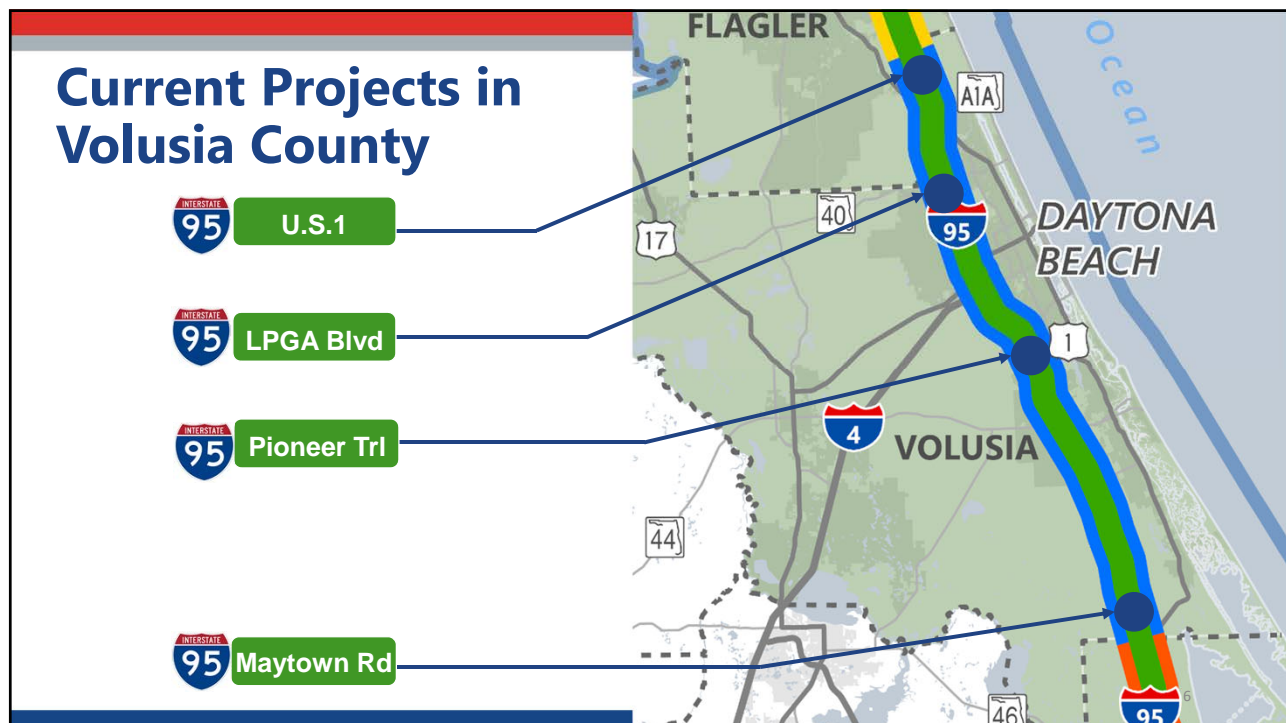 Current Projects in
Volusia County
INTERSTATE
95
U.S.1
INTERSTATE
95
LPGA Blvd
INTERSTATE
95
Pioneer Trl
INTERSTATE
95
Maytown Rd
FLAGLER
Ocean
A1A
40
95
17
DAYTONA
BEACH
1
4
VOLUSIA
44
46
95
6